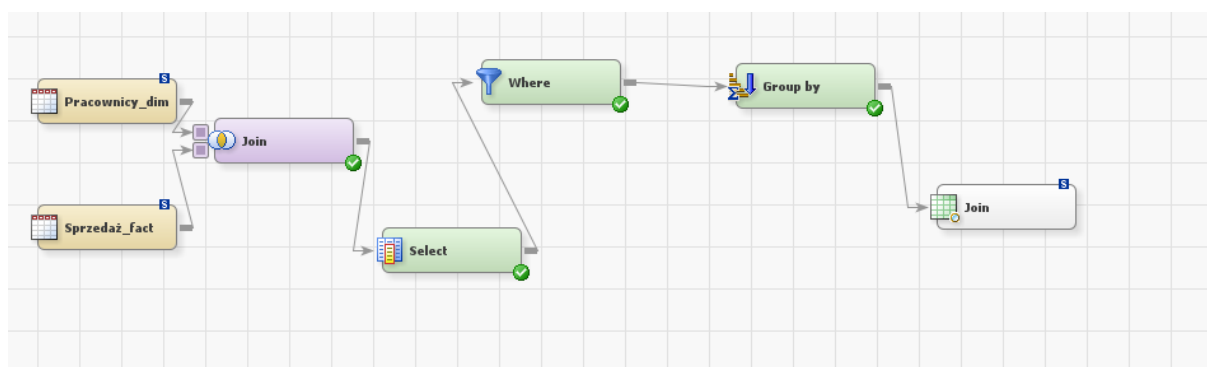 S
Pracownicy_dim
Join
S
Sprzedaż_fact
Select
Where
Group by
S
Join